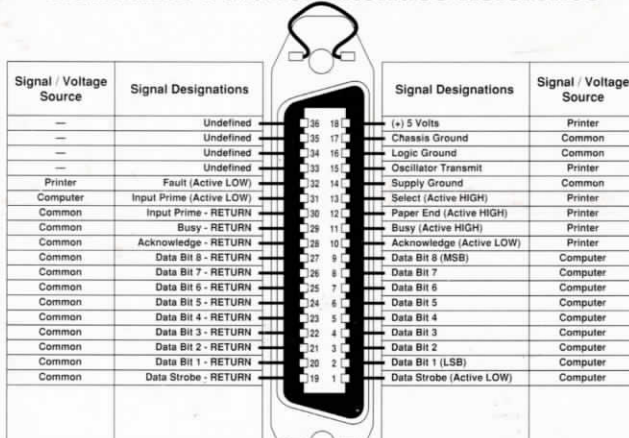 Signal / Voltage Source Signal Designations Signal Designations Signal / Voltage Source
— Undefined 36 18 (+) 5 Volts Printer
— Undefined 35 17 Chassis Ground Common
— Undefined 34 16 Logic Ground Common
— Undefined 33 15 Oscillator Transmit Printer
Printer Fault (Active LOW) 32 14 Supply Ground Common
Computer Input Prime (Active LOW) 31 13 Select (Active HIGH) Printer
Common Input Prime - RETURN 30 12 Paper End (Active HIGH) Printer
Common Busy - RETURN 29 11 Busy (Active HIGH) Printer
Common Acknowledge - RETURN 28 10 Acknowledge (Active LOW) Printer
Common Data Bit 8 - RETURN 27 9 Data Bit 8 (MSB) Computer
Common Data Bit 7 - RETURN 26 8 Data Bit 7 Computer
Common Data Bit 6 - RETURN 25 7 Data Bit 6 Computer
Common Data Bit 5 - RETURN 24 6 Data Bit 5 Computer
Common Data Bit 4 - RETURN 23 5 Data Bit 4 Computer
Common Data Bit 3 - RETURN 22 4 Data Bit 3 Computer
Common Data Bit 2 - RETURN 21 3 Data Bit 2 Computer
Common Data Bit 1 - RETURN 20 2 Data Bit 1 (LSB) Computer
Common Data Strobe - RETURN 19 1 Data Strobe (Active LOW) Computer